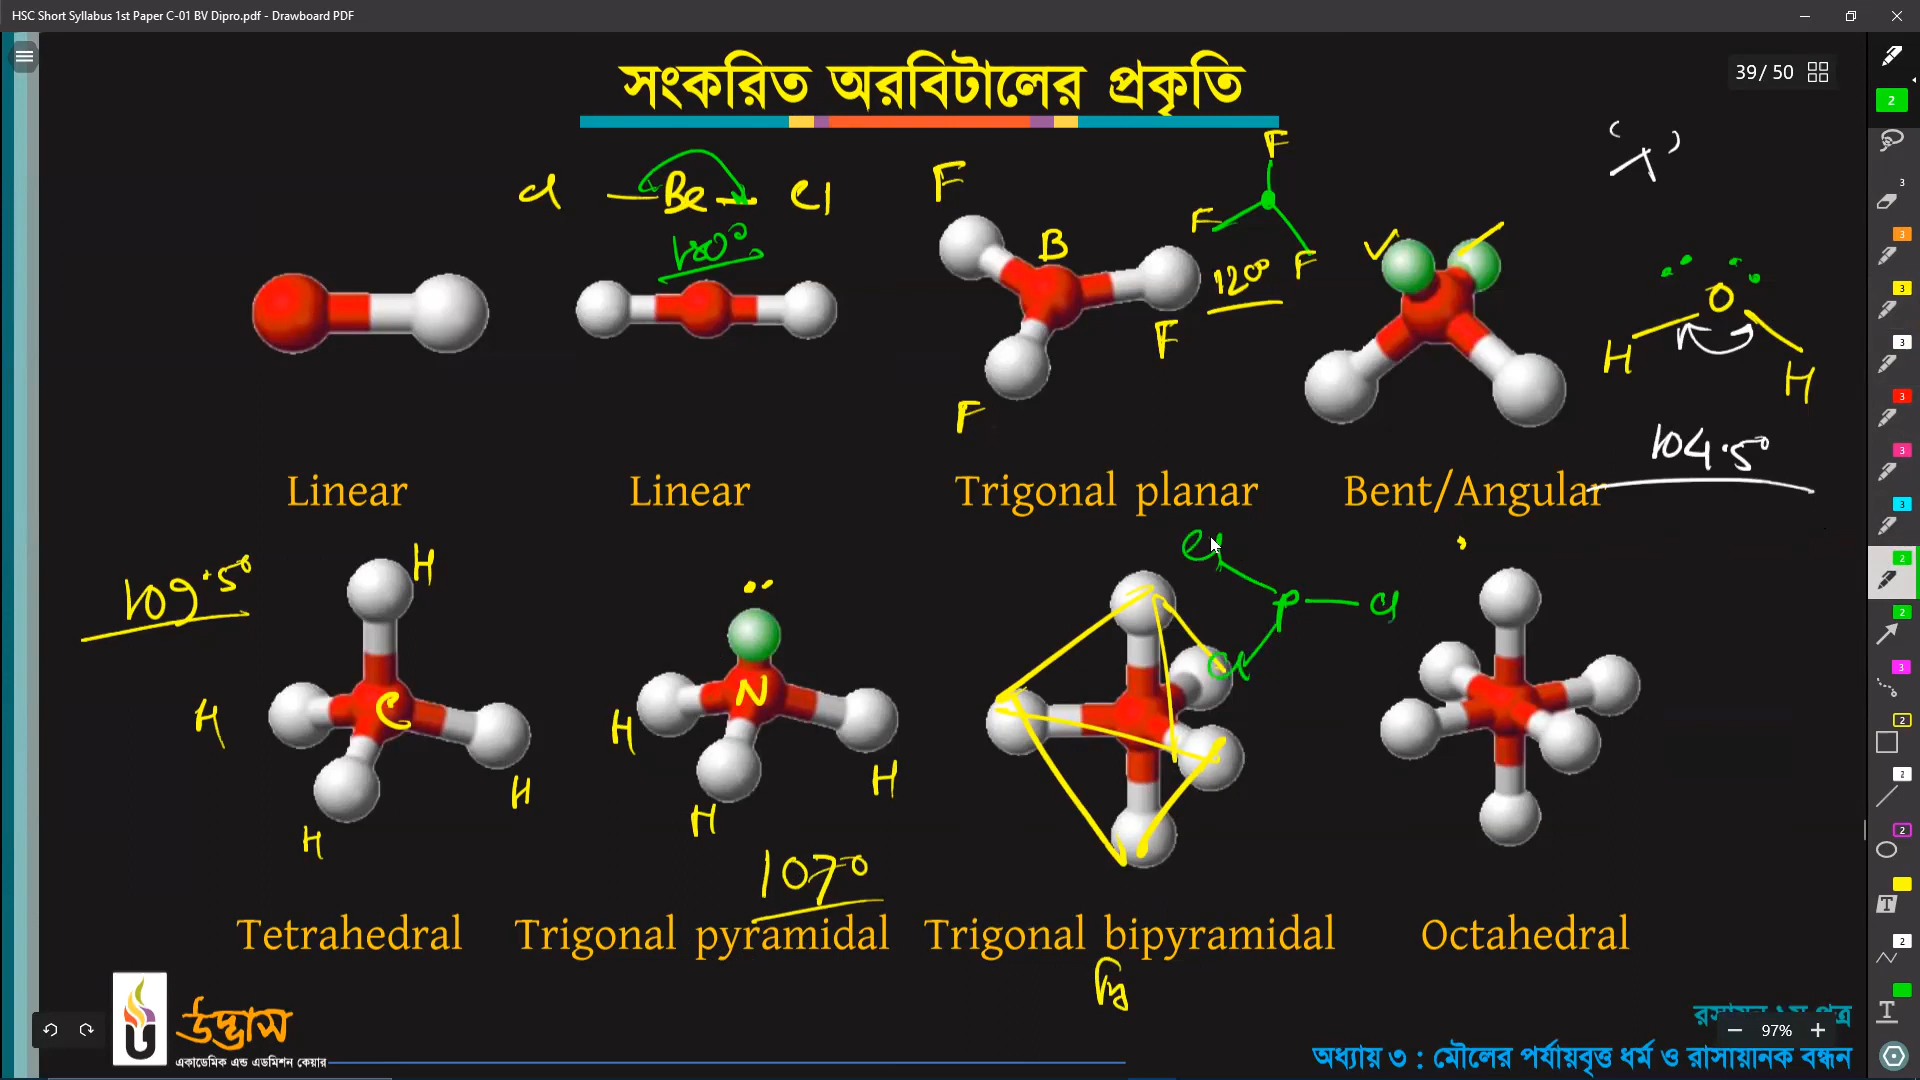 HSC Short Syllabus 1st Paper C-01 BV Dipro.pdf - Drawboard PDF
সংকরিত অরবিটালের প্রকৃতি
39/ 50
Cl — Be — Cl
180°
F
B
F
F
F
F
F
120°
O
H
H
104.5°
Linear
Linear
Trigonal planar
Bent/Angular
109.5°
H
C
H
H
H
N
H
H
H
107°
Cl
P — Cl
Cl
Tetrahedral
Trigonal pyramidal
Trigonal bipyramidal
Octahedral
দ্বি
উদ্ভাস
একাডেমিক এন্ড এডমিশন কেয়ার
97%
অধ্যায় ৩ : মৌলের পর্যায়বৃত্ত ধর্ম ও রাসায়নিক বন্ধন